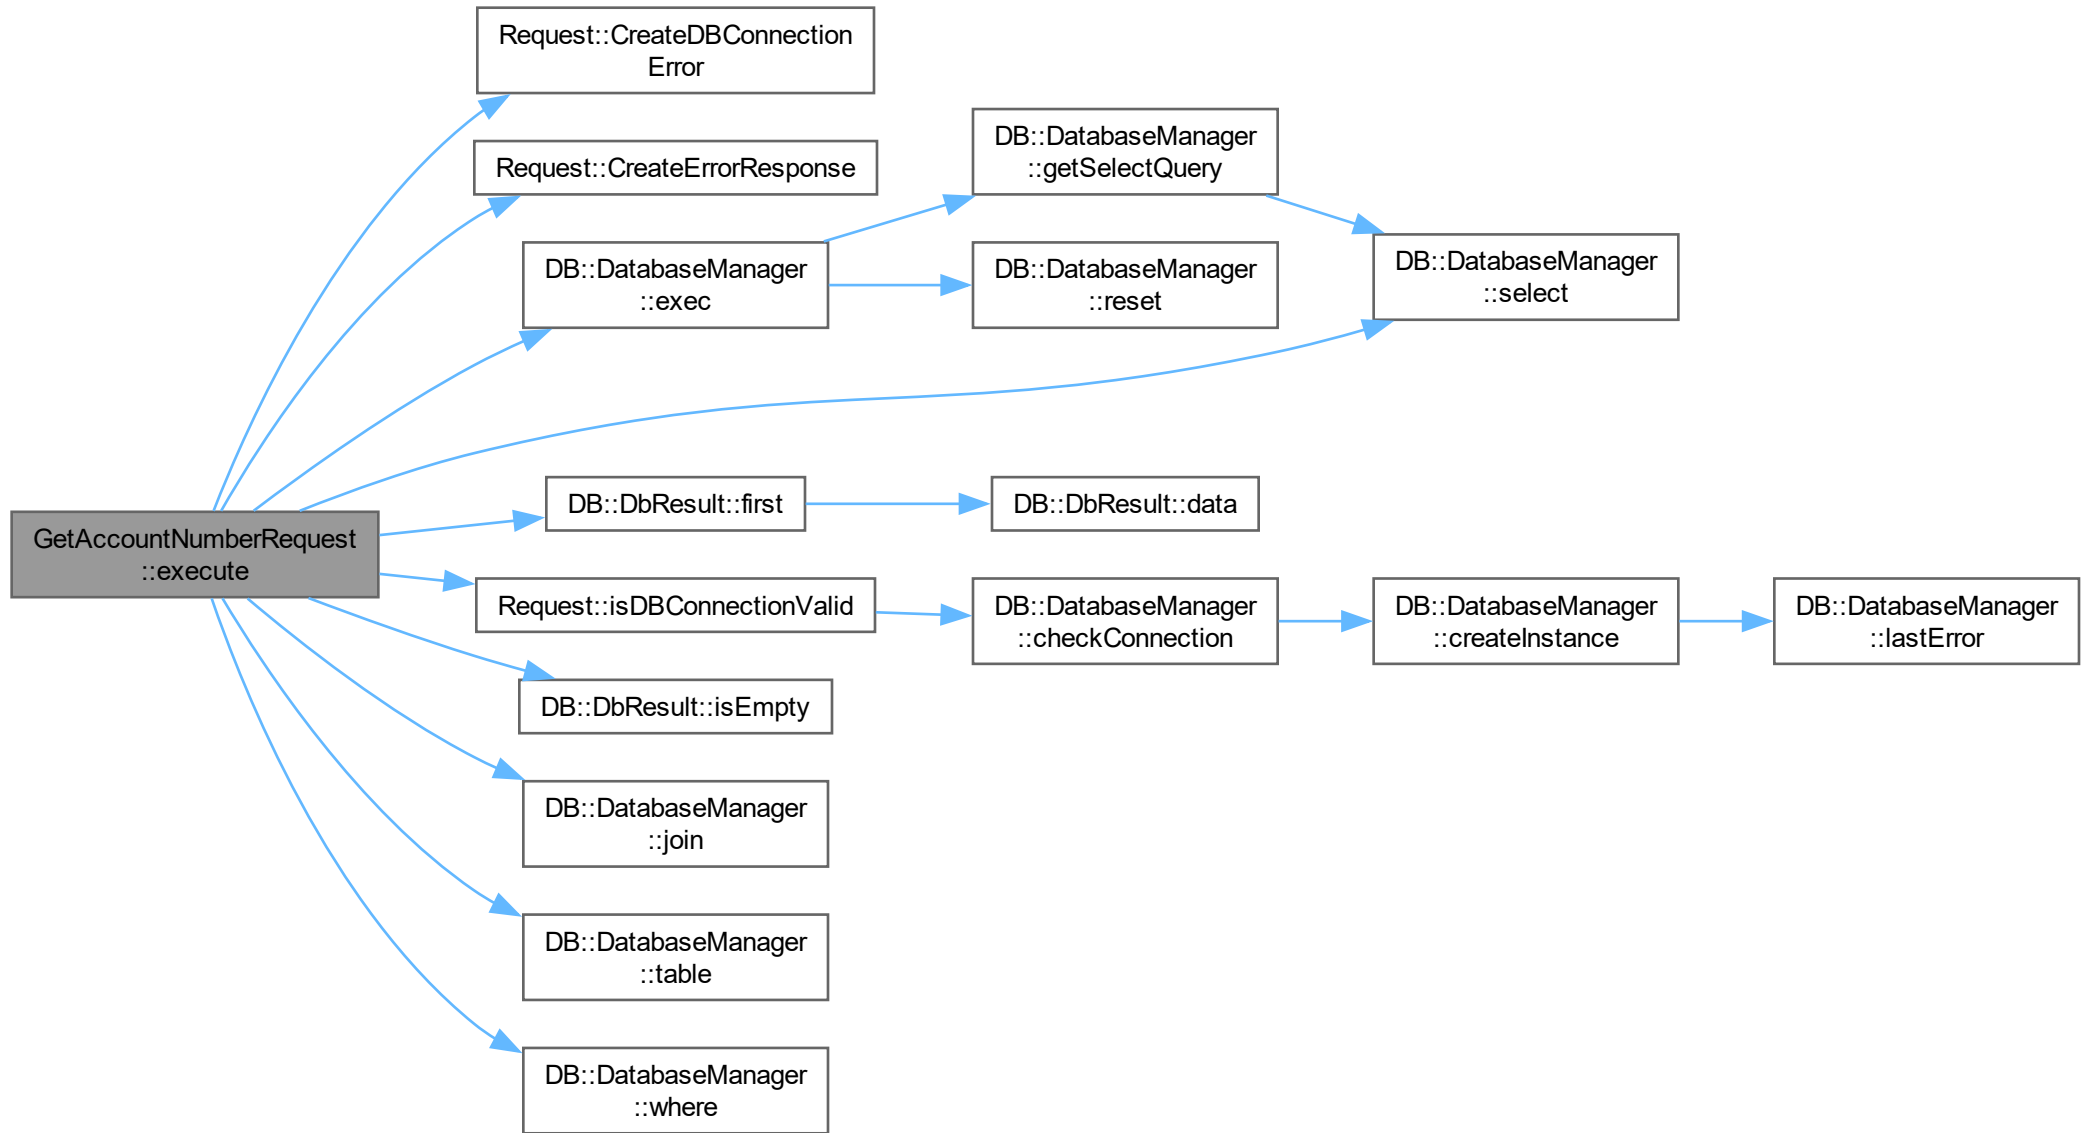 GetAccountNumberRequest
::execute
Request::CreateDBConnection
Error
Request::CreateErrorResponse
DB::DatabaseManager
::exec
DB::DatabaseManager
::getSelectQuery
DB::DatabaseManager
::reset
DB::DatabaseManager
::select
DB::DbResult::first
DB::DbResult::data
Request::isDBConnectionValid
DB::DatabaseManager
::checkConnection
DB::DatabaseManager
::createInstance
DB::DatabaseManager
::lastError
DB::DbResult::isEmpty
DB::DatabaseManager
::join
DB::DatabaseManager
::table
DB::DatabaseManager
::where